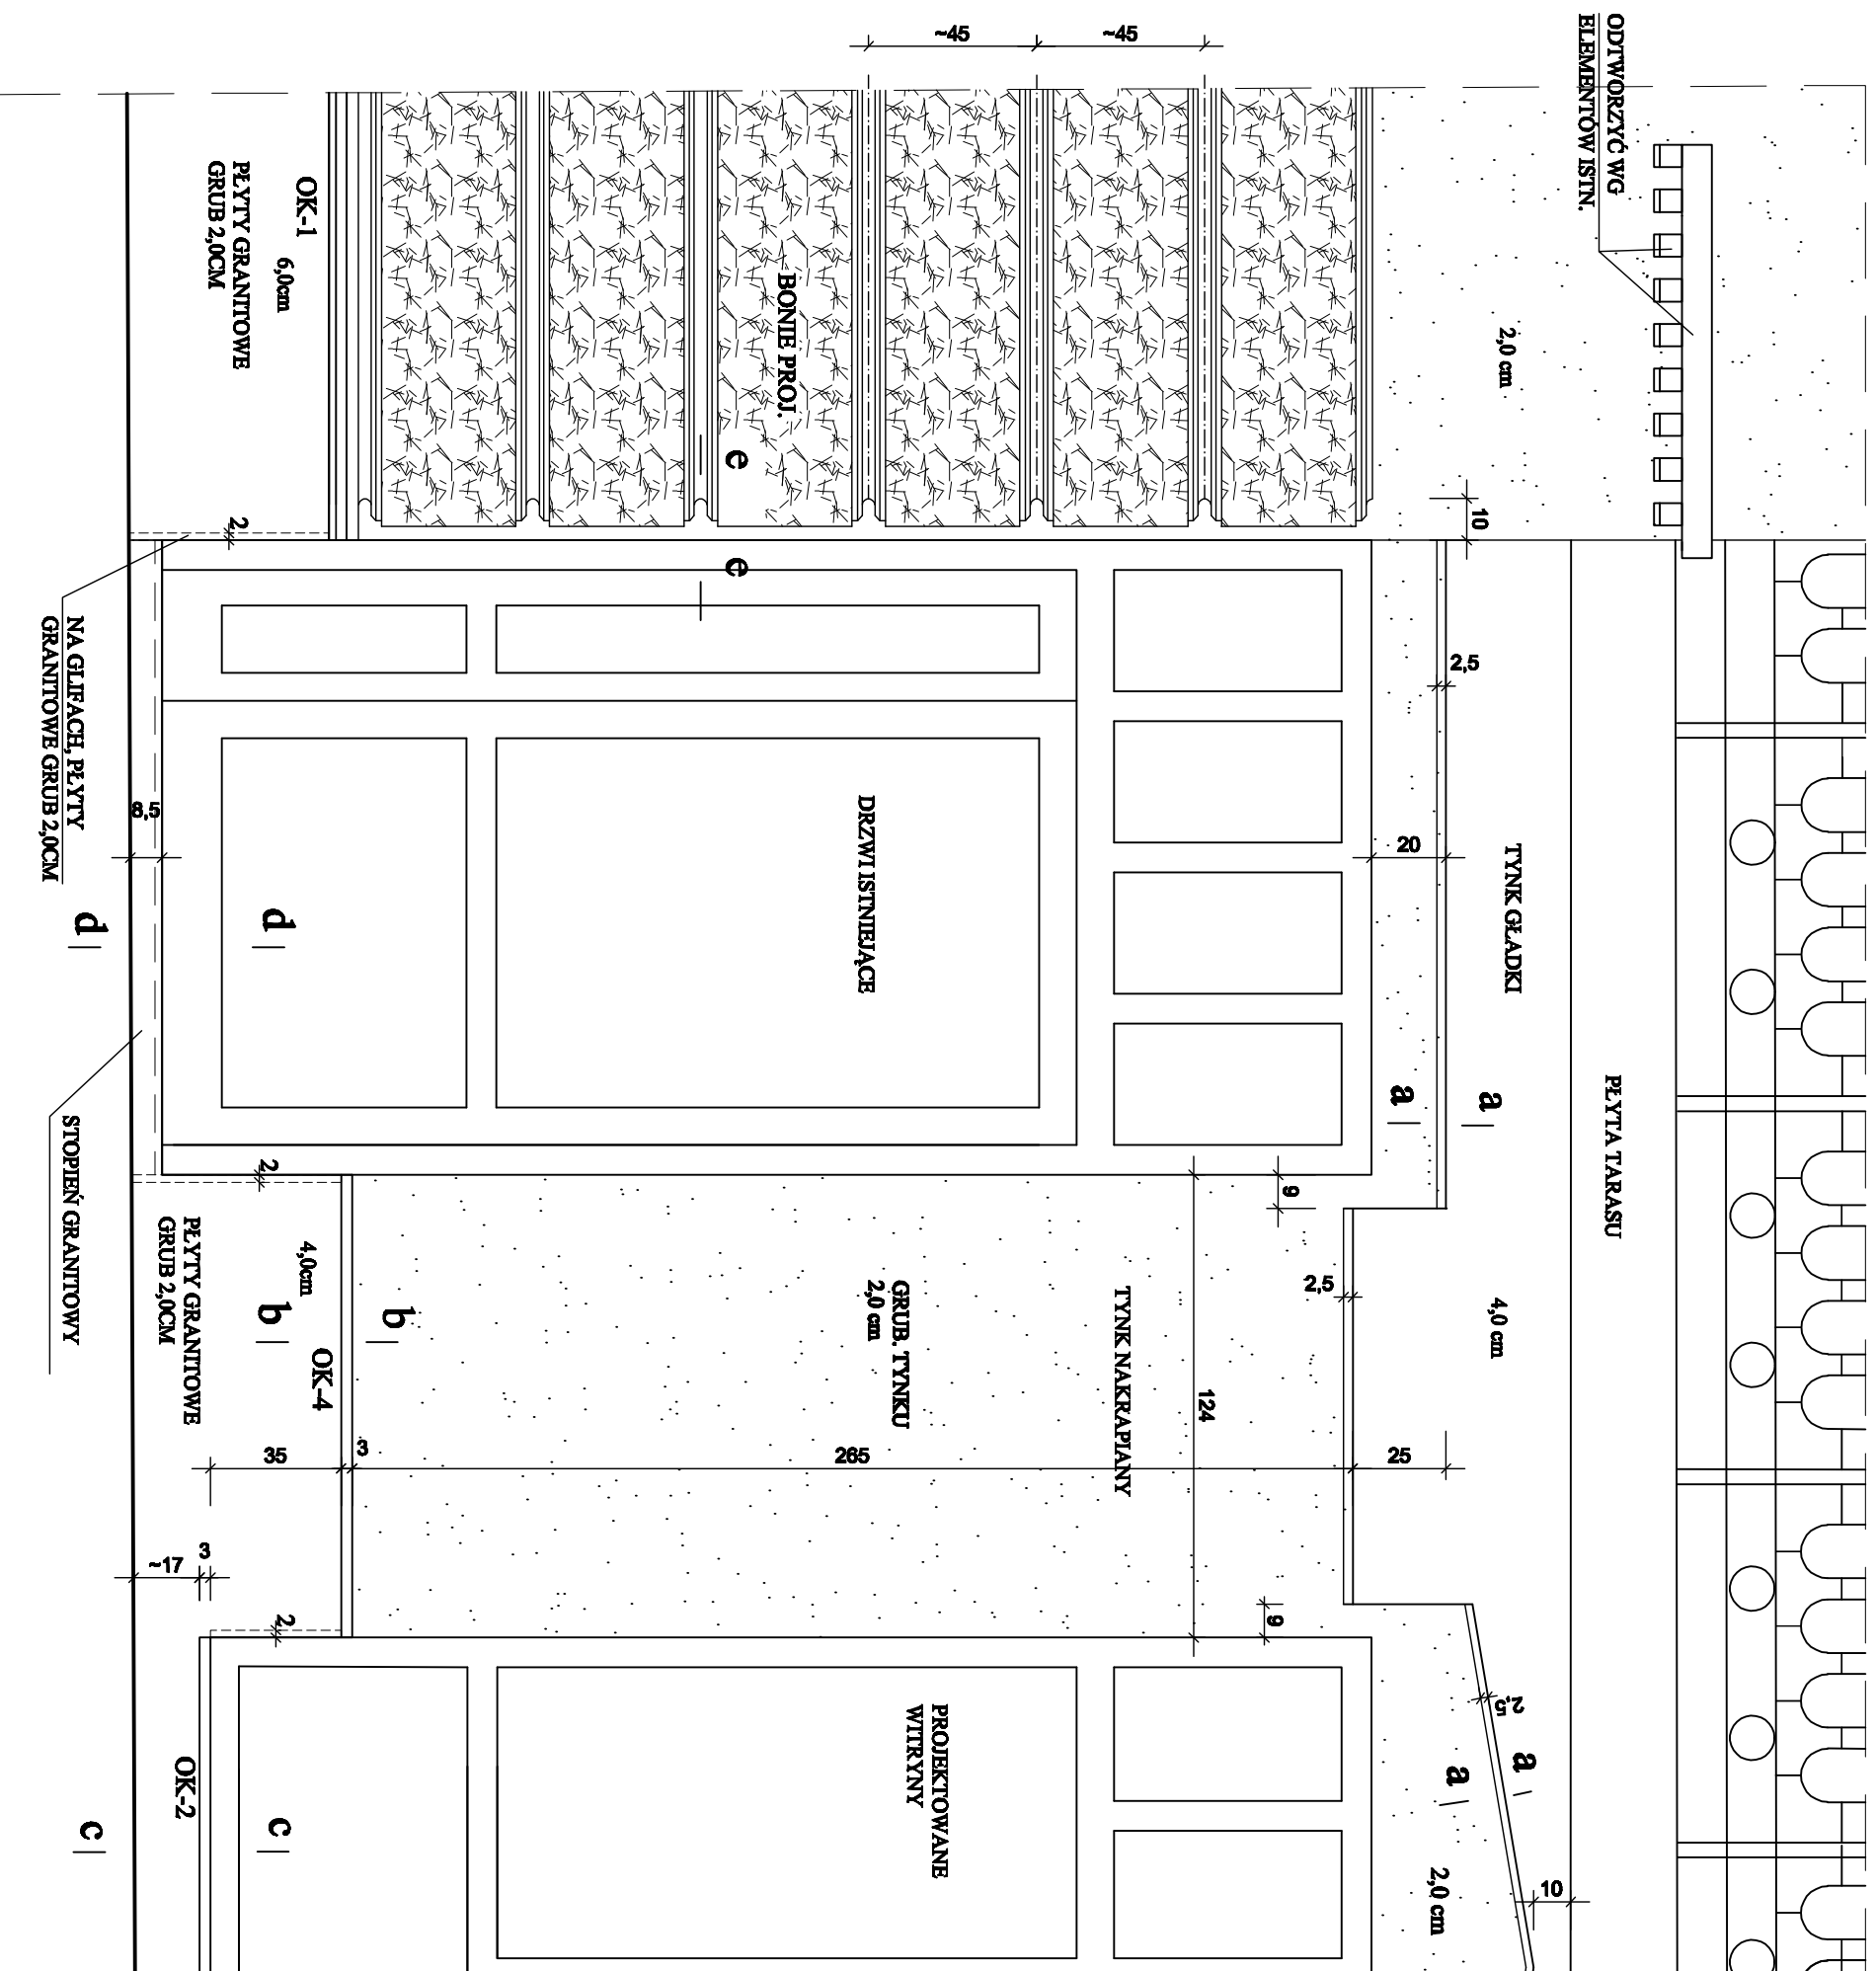 ODTWORZYĆ WG
ELEMENTÓW ISTN.
~45
~45
2,0 cm
10
BONIE PROJ.
e
e
OK-1
6,0cm
PŁYTY GRANITOWE
GRUB 2,0CM
2
NA GLIFACH, PŁYTY
GRANITOWE GRUB 2,0CM
8,5
d
d
STOPIEŃ GRANITOWY
DRZWI ISTNIEJĄCE
2,5
20
TYNK GŁADKI
a
a
PŁYTA TARASU
4,0 cm
9
2,5
124
25
TYNK NAKRAPIANY
GRUB. TYNKU
2,0 cm
265
2
4,0cm
b
b
OK-4
PŁYTY GRANITOWE
GRUB 2,0CM
35
3
~17
3
2
9
2,5
a
a
2,0 cm
10
PROJEKTOWANE
WITRYNY
OK-2
c
c